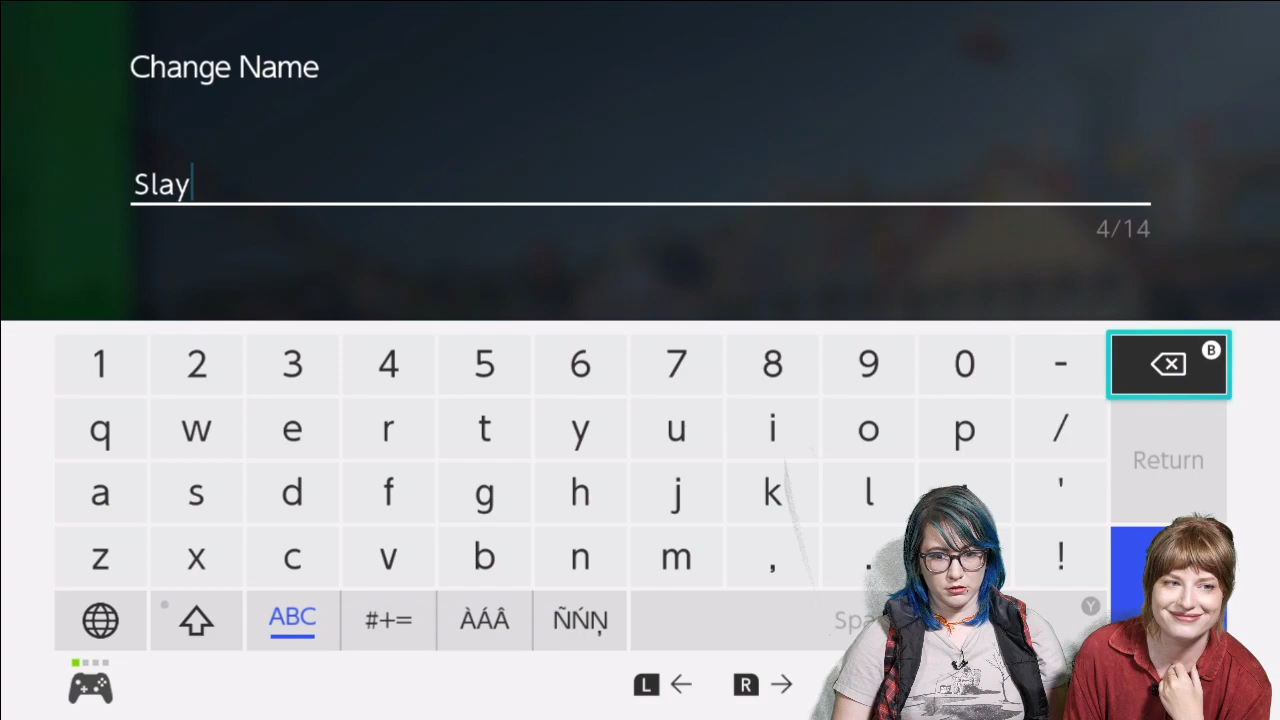 Change Name
Slay
4/14
1 2 3 4 5 6 7 8 9 0 -
B
q w e r t y u i o p /
Return
a s d f g h j k l '
z x c v b n m , . !
ABC #+= ÀÁÂ ÑŃŅ
Y
L ← R →